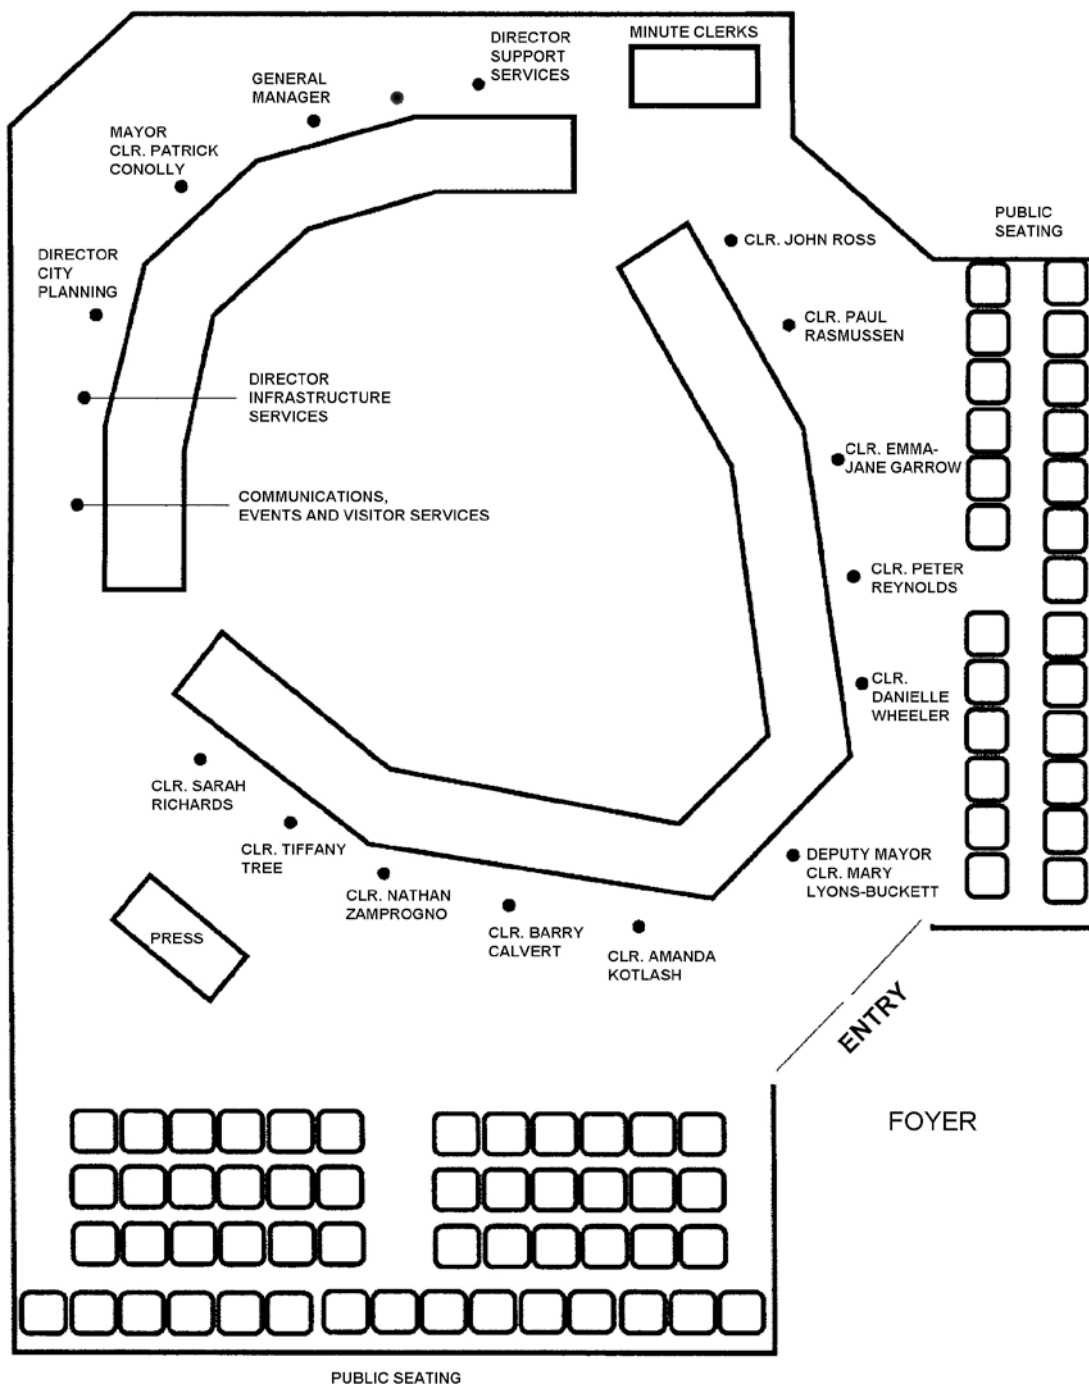 MINUTE CLERKS
DIRECTOR
SUPPORT
SERVICES
GENERAL
MANAGER
MAYOR
CLR. PATRICK
CONOLLY
DIRECTOR
CITY
PLANNING
DIRECTOR
INFRASTRUCTURE
SERVICES
COMMUNICATIONS,
EVENTS AND VISITOR SERVICES
CLR. JOHN ROSS
PUBLIC
SEATING
CLR. PAUL
RASMUSSEN
CLR. EMMA-
JANE GARROW
CLR. PETER
REYNOLDS
CLR.
DANIELLE
WHEELER
DEPUTY MAYOR
CLR. MARY
LYONS-BUCKETT
CLR. SARAH
RICHARDS
CLR. TIFFANY
TREE
CLR. NATHAN
ZAMPROGNO
CLR. BARRY
CALVERT
CLR. AMANDA
KOTLASH
PRESS
ENTRY
FOYER
PUBLIC SEATING